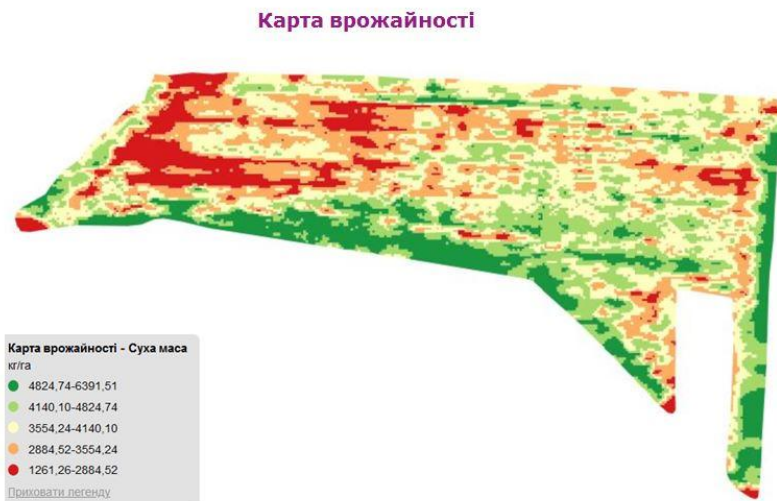 Карта врожайності
Карта врожайності - Суха маса
кг/га
4824,74-6391,51
4140,10-4824,74
3554,24-4140,10
2884,52-3554,24
1261,26-2884,52
Приховати легенду